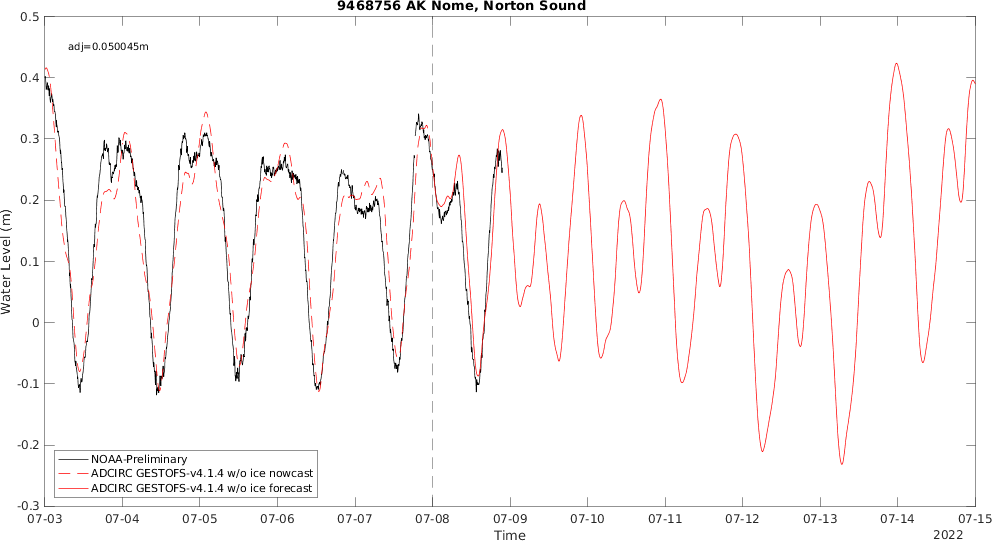 9468756 AK Nome, Norton Sound
adj=0.050045m
Water Level (m)
0.5
0.4
0.3
0.2
0.1
0
-0.1
-0.2
-0.3
NOAA-Preliminary
ADCIRC GESTOFS-v4.1.4 w/o ice nowcast
ADCIRC GESTOFS-v4.1.4 w/o ice forecast
07-03 07-04 07-05 07-06 07-07 07-08 07-09 07-10 07-11 07-12 07-13 07-14 07-15
Time
2022